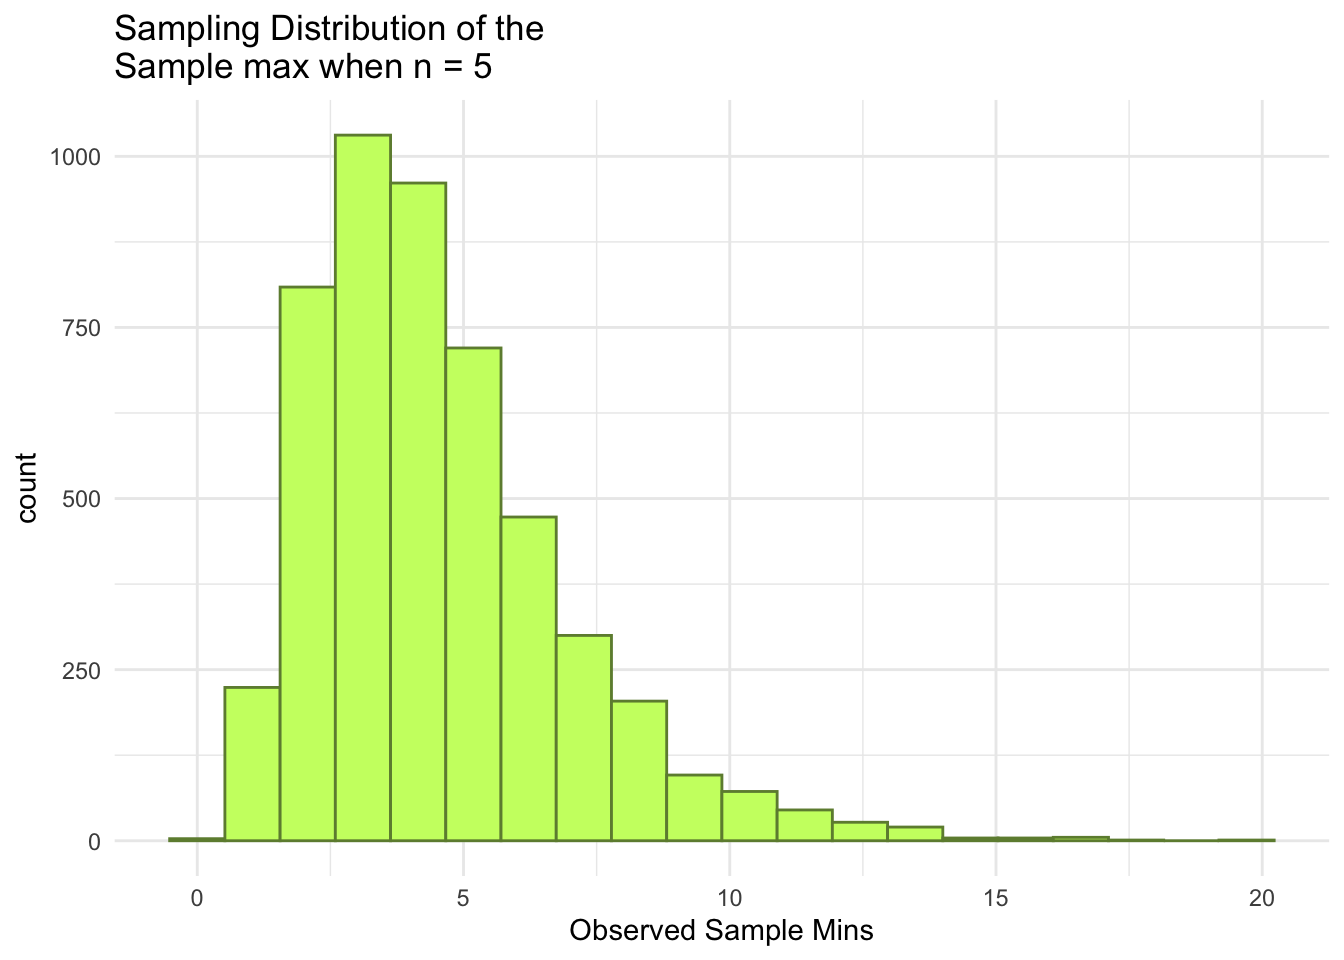 Sampling Distribution of the
Sample max when n = 5
1000
750
500
250
0
count
0 5 10 15 20
Observed Sample Mins